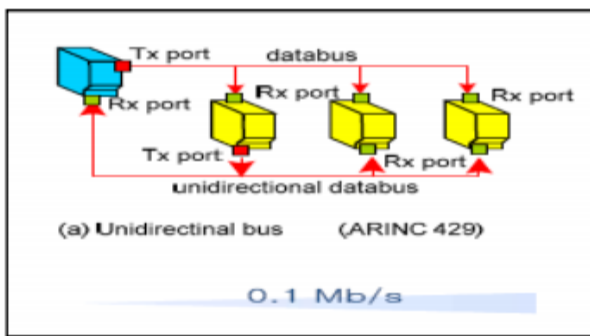 Tx port databus
Rx port Rx port Rx port
Tx port Rx port
unidirectional databus
(a) Unidirectinal bus (ARINC 429)
0.1 Mb/s